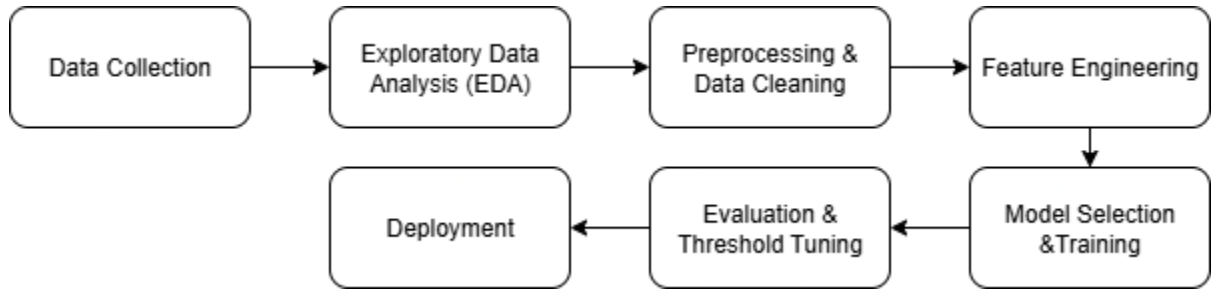 Data Collection
Exploratory Data
Analysis (EDA)
Preprocessing &
Data Cleaning
Feature Engineering
Model Selection
&Training
Evaluation &
Threshold Tuning
Deployment